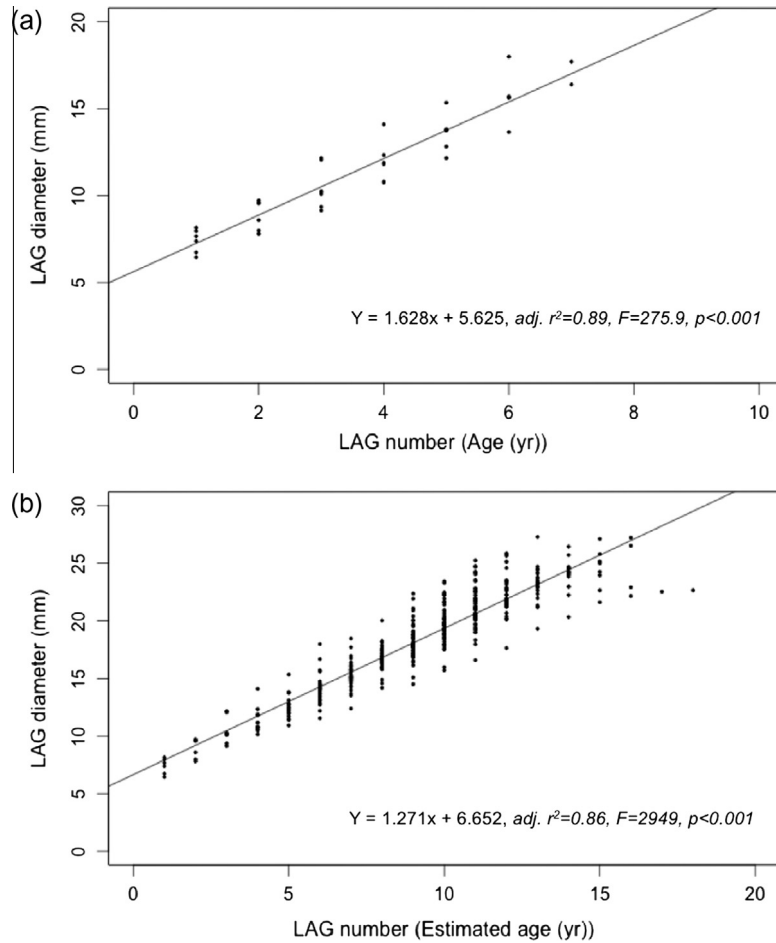 (a)
20
15
10
5
0
LAG diameter (mm)
Y = 1.628x + 5.625, adj. r²=0.89, F=275.9, p<0.001
0 2 4 6 8 10
LAG number (Age (yr))
(b)
30
25
20
15
10
5
0
LAG diameter (mm)
Y = 1.271x + 6.652, adj. r²=0.86, F=2949, p<0.001
0 5 10 15 20
LAG number (Estimated age (yr))